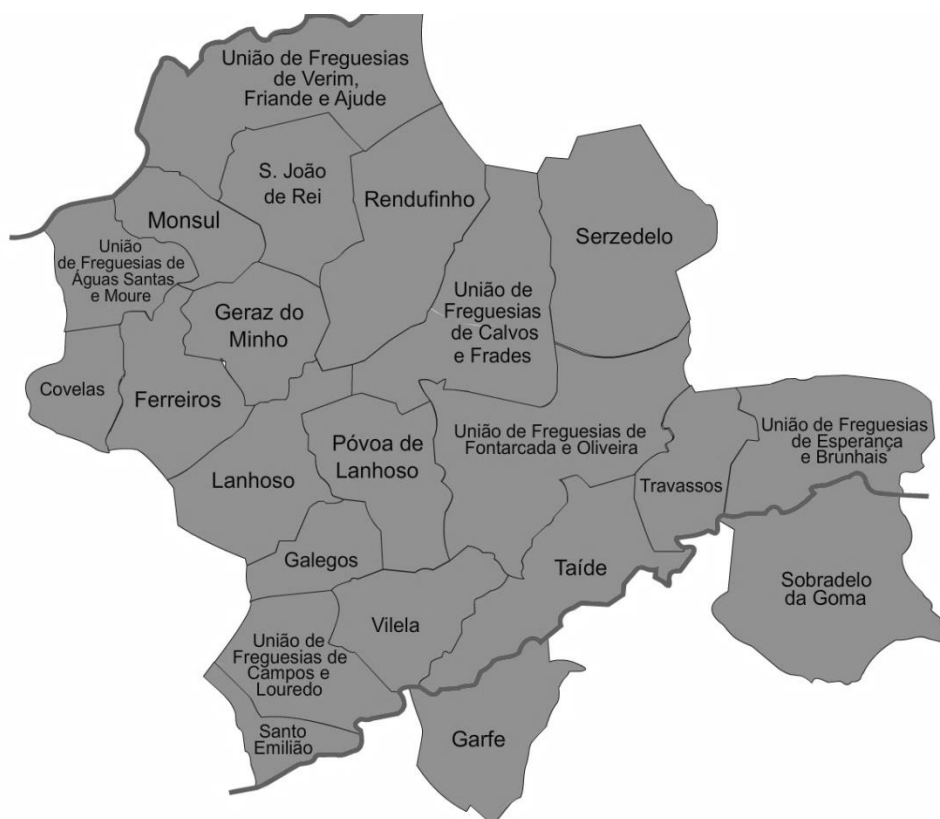 União de Freguesias
de Verim,
Friande e Ajude
S. João
de Rei
Rendufinho
Monsul
Serzedelo
União
de Freguesias de
Águas Santas
e Moure
União de
Freguesias
de Calvos
e Frades
Geraz do
Minho
Covelas
Ferreiros
União de Freguesias de
Fontarcada e Oliveira
União de Freguesias
de Esperança
e Brunhais
Póvoa de
Lanhoso
Lanhoso
Travassos
Galegos
Taíde
Sobradelo
da Goma
Vilela
União de
Freguesias de
Campos e
Louredo
Santo
Emilião
Garfe